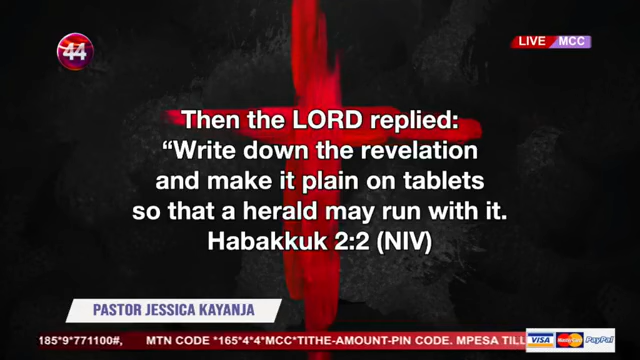 44
LIVE MCC
Then the LORD replied:
“Write down the revelation
and make it plain on tablets
so that a herald may run with it.
Habakkuk 2:2 (NIV)
PASTOR JESSICA KAYANJA
185*9*771100#, MTN CODE *165*4*4*MCC*TITHE-AMOUNT-PIN CODE. MPESA TILL
VISA MasterCard PayPal